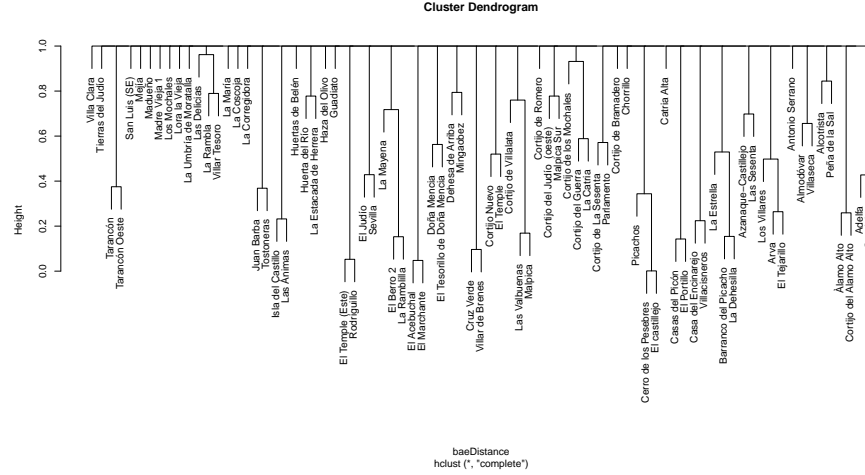 Cluster Dendrogram
Height
1.0
0.8
0.6
0.4
0.2
0.0
Villa Clara
Tierras del Judío
Tarancón
Tarancón Oeste
San Luis (SE)
Mejía
Madueño
Madre Vieja 1
Los Mochales
Lora la Vieja
La Umbría de Moratalla
Las Delicias
La Rambla
Villar Tesoro
La María
La Coscoja
La Corregidora
Juan Barba
Tostoneras
Isla del Castillo
Las Ánimas
Huertas de Belén
Huerta del Río
La Estacada de Herrera
Haza del Olivo
Guadiato
El Temple (Este)
Rodriguillo
El Judío
Sevilla
La Mayena
El Berro 2
La Ramblilla
El Acebuchal
El Marchante
Doña Mencía
El Tesorillo de Doña Mencía
Dehesa de Arriba
Mingaobez
Cruz Verde
Villar de Brenes
Cortijo Nuevo
El Temple
Cortijo de Villalata
Las Valbuenas
Malpica
Cortijo de Romero
Cortijo del Judío (oeste)
Malpica Sur
Cortijo de los Mochales
Cortijo del Guerra
La Catria
Cortijo de La Sesenta
Parlamento
Cortijo de Bramadero
Chorrillo
Picachos
Cerro de los Pesebres
El castillejo
Catria Alta
Casas del Picón
El Portillo
Casa del Encinarejo
Villacisneros
La Estrella
Barranco del Picacho
La Dehesilla
Azanaque−Castillejo
Las Sesenta
Los Villares
Arva
El Tejarillo
Antonio Serrano
Almodóvar
Villaseca
Alcotrista
Peña de la Sal
Álamo Alto
Cortijo del Alamo Alto
Adelfa
baeDistance
hclust (*, "complete")